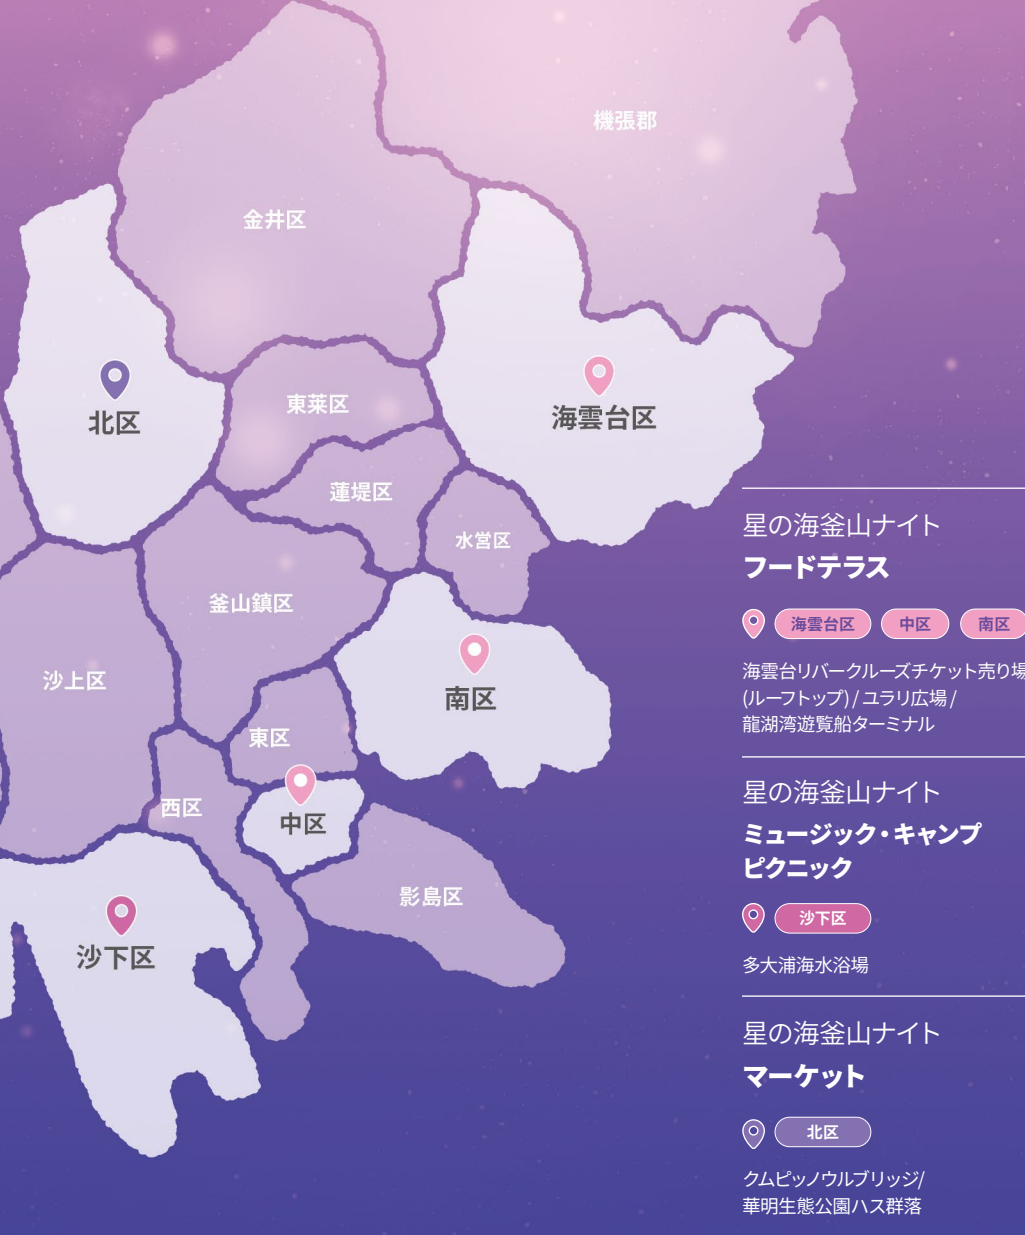 機張郡
金井区
北区
東莱区
海雲台区
蓮堤区
水営区
釜山鎮区
沙上区
南区
東区
西区
中区
影島区
沙下区
星の海釜山ナイト
フードテラス
海雲台区 中区 南区
海雲台リバークルーズチケット売り場
(ルーフトップ) / ユラリ広場 /
龍湖湾遊覧船ターミナル
星の海釜山ナイト
ミュージック・キャンプ
ピクニック
沙下区
多大浦海水浴場
星の海釜山ナイト
マーケット
北区
クムピッノウルブリッジ/
華明生態公園ハス群落